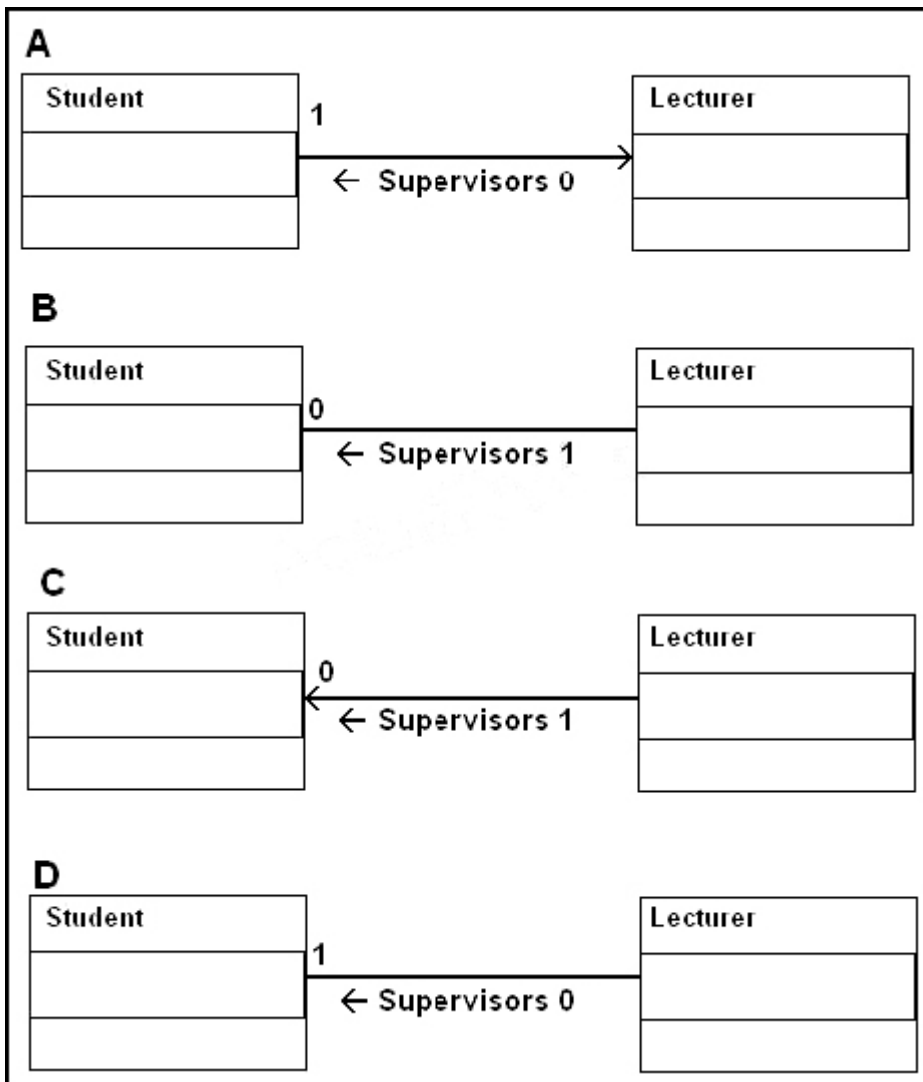 A
Student
Lecturer
1
← Supervisors 0
B
Student
Lecturer
0
← Supervisors 1
C
Student
Lecturer
0
← Supervisors 1
D
Student
Lecturer
1
← Supervisors 0